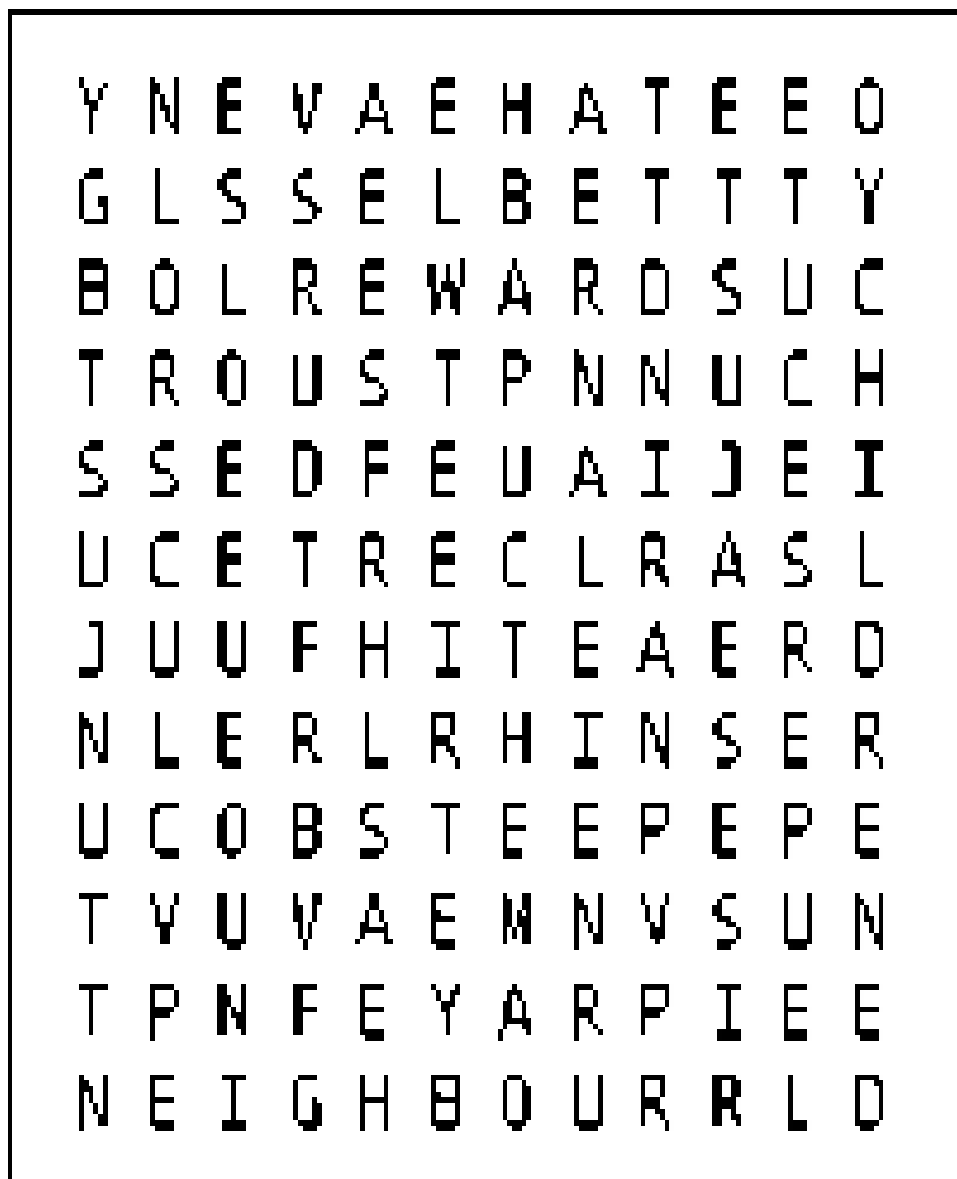 Y N E V A E H A T E E O
G L S S E L B E T T T Y
B O L R E W A R D S U C
T R O U S T P N N U C H
S S E D F E U A I J E I
U C E T R E C L R A S L
J U U F H I T E A E R D
N L E R L R H I N S E R
U C O B S T E E P E P E
T V U V A E M N V S U N
T P N F E Y A R P I E E
N E I G H B O U R R L D